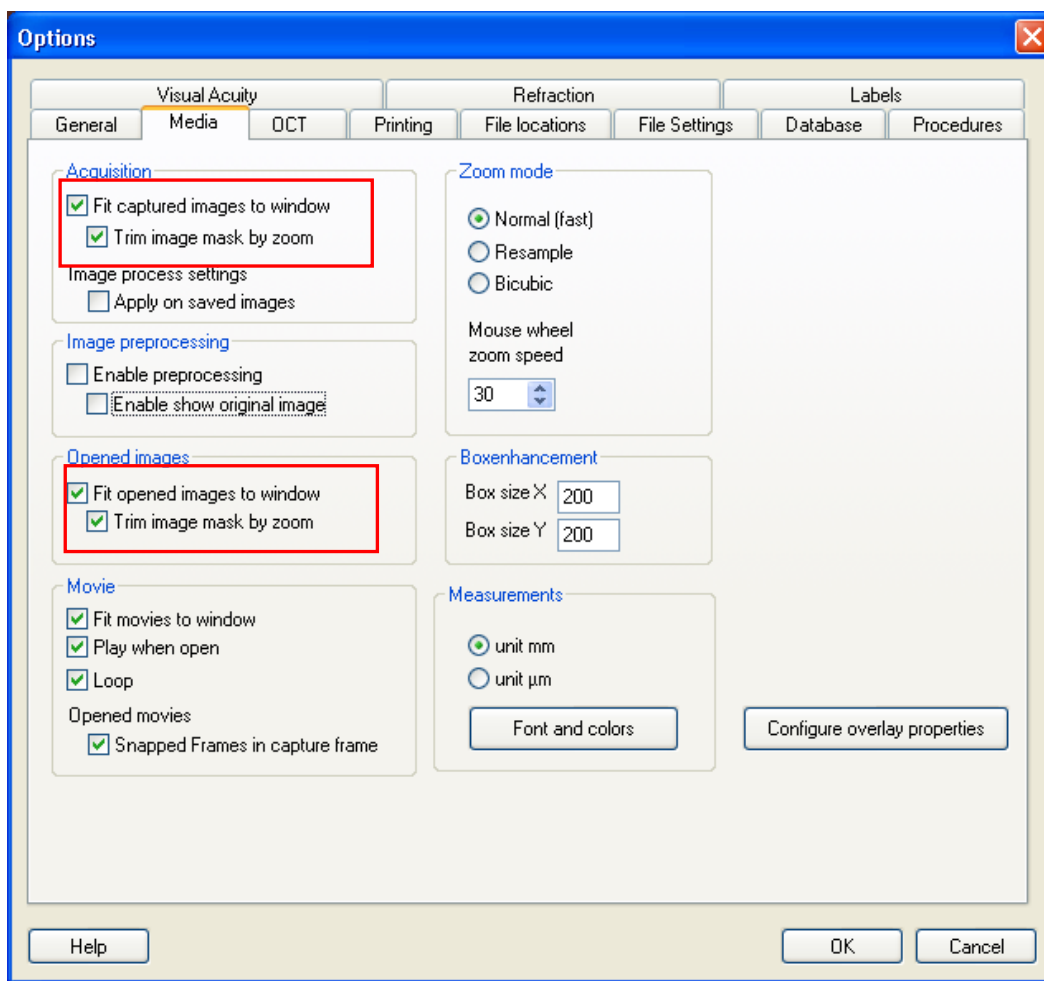 Options
Visual Acuity
Refraction
Labels
General
Media
OCT
Printing
File locations
File Settings
Database
Procedures
Acquisition
Fit captured images to window
Trim image mask by zoom
Image process settings
Apply on saved images
Image preprocessing
Enable preprocessing
Enable show original image
Opened images
Fit opened images to window
Trim image mask by zoom
Movie
Fit movies to window
Play when open
Loop
Opened movies
Snapped Frames in capture frame
Zoom mode
Normal (fast)
Resample
Bicubic
Mouse wheel
zoom speed
30
Boxenhancement
Box size X 200
Box size Y 200
Measurements
unit mm
unit µm
Font and colors
Configure overlay properties
Help
OK
Cancel